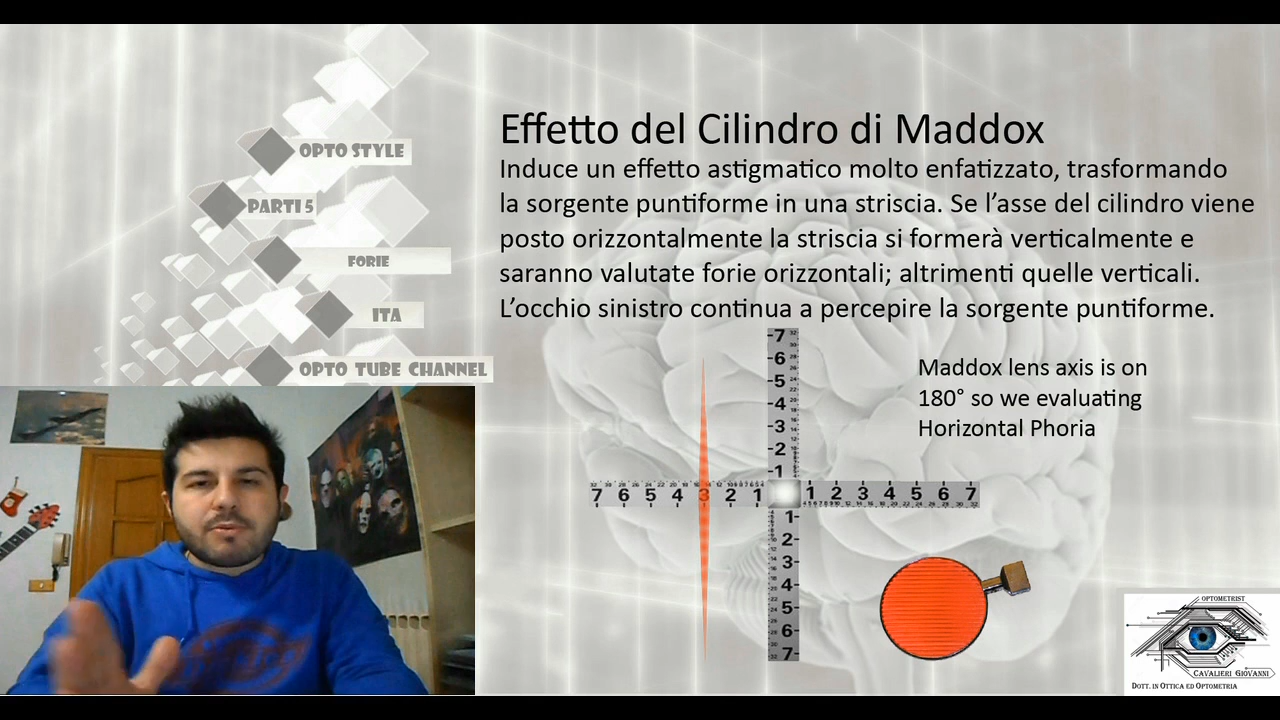 OPTO STYLE
PARTI 5
FORIE
ITA
OPTO TUBE CHANNEL
Effetto del Cilindro di Maddox
Induce un effetto astigmatico molto enfatizzato, trasformando
la sorgente puntiforme in una striscia. Se l’asse del cilindro viene
posto orizzontalmente la striscia si formerà verticalmente e
saranno valutate forie orizzontali; altrimenti quelle verticali.
L’occhio sinistro continua a percepire la sorgente puntiforme.
Maddox lens axis is on
180° so we evaluating
Horizontal Phoria
7
6
5
4
3
2
1
7 6 5 4 3 2 1 1 2 3 4 5 6 7
1
2
3
4
5
6
7
OPTOMETRIST
CAVALIERI GIOVANNI
DOTT. IN OTTICA ED OPTOMETRIA